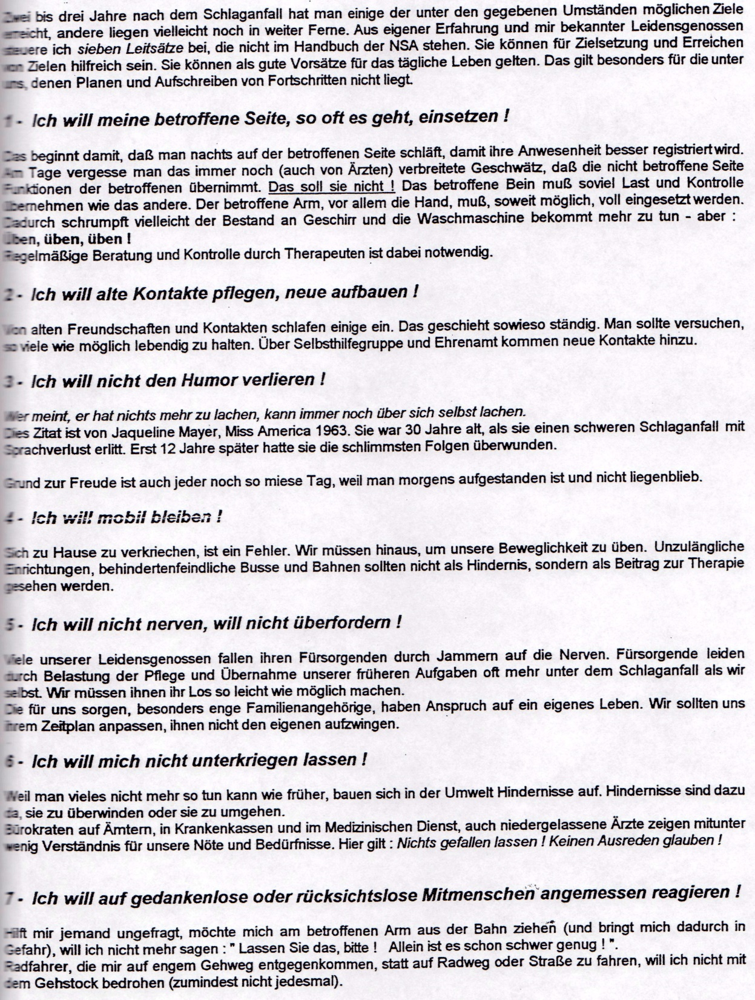 Zwei bis drei Jahre nach dem Schlaganfall hat man einige der unter den gegebenen Umständen möglichen Ziele
erreicht, andere liegen vielleicht noch in weiter Ferne. Aus eigener Erfahrung und mir bekannter Leidensgenossen
steuere ich sieben Leitsätze bei, die nicht im Handbuch der NSA stehen. Sie können für Zielsetzung und Erreichen
von Zielen hilfreich sein. Sie können als gute Vorsätze für das tägliche Leben gelten. Das gilt besonders für die unter
uns, denen Planen und Aufschreiben von Fortschritten nicht liegt.
1 - Ich will meine betroffene Seite, so oft es geht, einsetzen !
Das beginnt damit, daß man nachts auf der betroffenen Seite schläft, damit ihre Anwesenheit besser registriert wird.
Am Tage vergesse man das immer noch (auch von Ärzten) verbreitete Geschwätz, daß die nicht betroffene Seite
Funktionen der betroffenen übernimmt. Das soll sie nicht ! Das betroffene Bein muß soviel Last und Kontrolle
übernehmen wie das andere. Der betroffene Arm, vor allem die Hand, muß, soweit möglich, voll eingesetzt werden.
Dadurch schrumpft vielleicht der Bestand an Geschirr und die Waschmaschine bekommt mehr zu tun - aber :
Üben, üben, üben !
Regelmäßige Beratung und Kontrolle durch Therapeuten ist dabei notwendig.
2 - Ich will alte Kontakte pflegen, neue aufbauen !
Von alten Freundschaften und Kontakten schlafen einige ein. Das geschieht sowieso ständig. Man sollte versuchen,
so viele wie möglich lebendig zu halten. Über Selbsthilfegruppe und Ehrenamt kommen neue Kontakte hinzu.
3 - Ich will nicht den Humor verlieren !
Wer meint, er hat nichts mehr zu lachen, kann immer noch über sich selbst lachen.
Dies Zitat ist von Jaqueline Mayer, Miss America 1963. Sie war 30 Jahre alt, als sie einen schweren Schlaganfall mit
Sprachverlust erlitt. Erst 12 Jahre später hatte sie die schlimmsten Folgen überwunden.
Grund zur Freude ist auch jeder noch so miese Tag, weil man morgens aufgestanden ist und nicht liegenblieb.
4 - Ich will mobil bleiben !
Sich zu Hause zu verkriechen, ist ein Fehler. Wir müssen hinaus, um unsere Beweglichkeit zu üben. Unzulängliche
Einrichtungen, behindertenfeindliche Busse und Bahnen sollten nicht als Hindernis, sondern als Beitrag zur Therapie
gesehen werden.
5 - Ich will nicht nerven, will nicht überfordern !
Viele unserer Leidensgenossen fallen ihren Fürsorgenden durch Jammern auf die Nerven. Fürsorgende leiden
durch Belastung der Pflege und Übernahme unserer früheren Aufgaben oft mehr unter dem Schlaganfall als wir
selbst. Wir müssen ihnen ihr Los so leicht wie möglich machen.
Die für uns sorgen, besonders enge Familienangehörige, haben Anspruch auf ein eigenes Leben. Wir sollten uns
ihrem Zeitplan anpassen, ihnen nicht den eigenen aufzwingen.
6 - Ich will mich nicht unterkriegen lassen !
Weil man vieles nicht mehr so tun kann wie früher, bauen sich in der Umwelt Hindernisse auf. Hindernisse sind dazu
da, sie zu überwinden oder sie zu umgehen.
Bürokraten auf Ämtern, in Krankenkassen und im Medizinischen Dienst, auch niedergelassene Ärzte zeigen mitunter
wenig Verständnis für unsere Nöte und Bedürfnisse. Hier gilt : Nichts gefallen lassen ! Keinen Ausreden glauben !
7 - Ich will auf gedankenlose oder rücksichtslose Mitmenschen angemessen reagieren !
Hilft mir jemand ungefragt, möchte mich am betroffenen Arm aus der Bahn ziehen (und bringt mich dadurch in
Gefahr), will ich nicht mehr sagen : " Lassen Sie das, bitte ! Allein ist es schon schwer genug ! ".
Radfahrer, die mir auf engem Gehweg entgegenkommen, statt auf Radweg oder Straße zu fahren, will ich nicht mit
dem Gehstock bedrohen (zumindest nicht jedesmal).